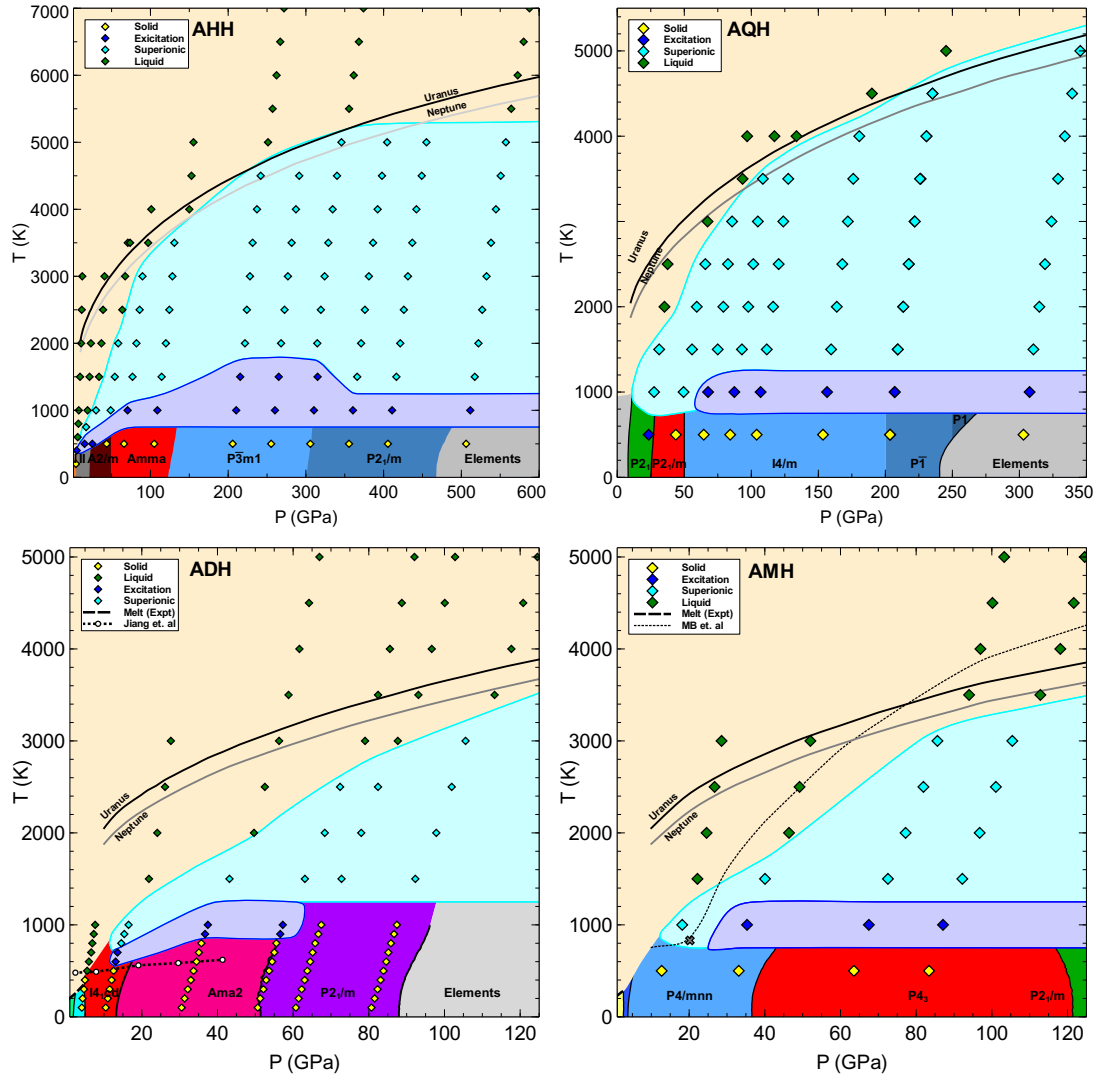 AHH
Solid
Excitation
Superionic
Liquid
7000
6000
5000
4000
3000
2000
1000
0
T (K)
Uranus
Neptune
II
A2/m
Amma
P3̅m1
P2₁/m
Elements
100
200
300
400
500
600
P (GPa)
AQH
Solid
Excitation
Superionic
Liquid
5000
4000
3000
2000
1000
0
T (K)
Uranus
Neptune
P2₁
P2₁/m
I4/m
P1̅
P1
Elements
0
50
100
150
200
250
300
350
P (GPa)
ADH
Solid
Liquid
Excitation
Superionic
Melt (Expt)
Jiang et. al
5000
4000
3000
2000
1000
0
T (K)
Uranus
Neptune
Ama2
P2₁/m
Elements
20
40
60
80
100
120
P (GPa)
AMH
Solid
Excitation
Superionic
Liquid
Melt (Expt)
MB et. al
5000
4000
3000
2000
1000
0
T (K)
Uranus
Neptune
P4/mnn
P4₃
P2₁/m
20
40
60
80
100
120
P (GPa)